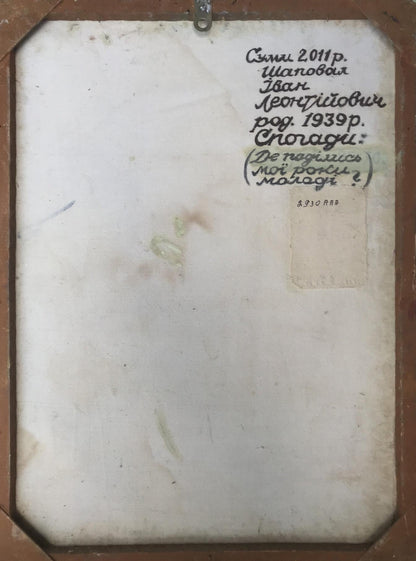 Суми 2011р.
Шаповал
Іван
Леонтійович
род. 1939р.
Спогади:
(Де поділись
мої роки
молоді ?)